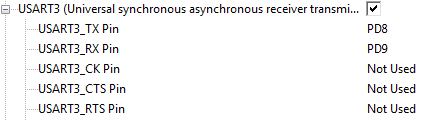 USART3 (Universal synchronous asynchronous receiver transmi...
USART3_TX Pin PD8
USART3_RX Pin PD9
USART3_CK Pin Not Used
USART3_CTS Pin Not Used
USART3_RTS Pin Not Used